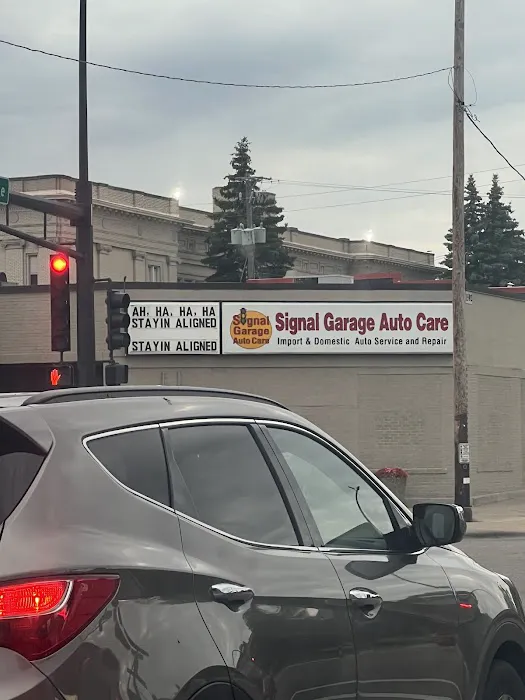 e
AH, HA, HA, HA
STAYIN ALIGNED
STAYIN ALIGNED
Signal
Garage
Auto Care
Signal Garage Auto Care
Import & Domestic Auto Service and Repair